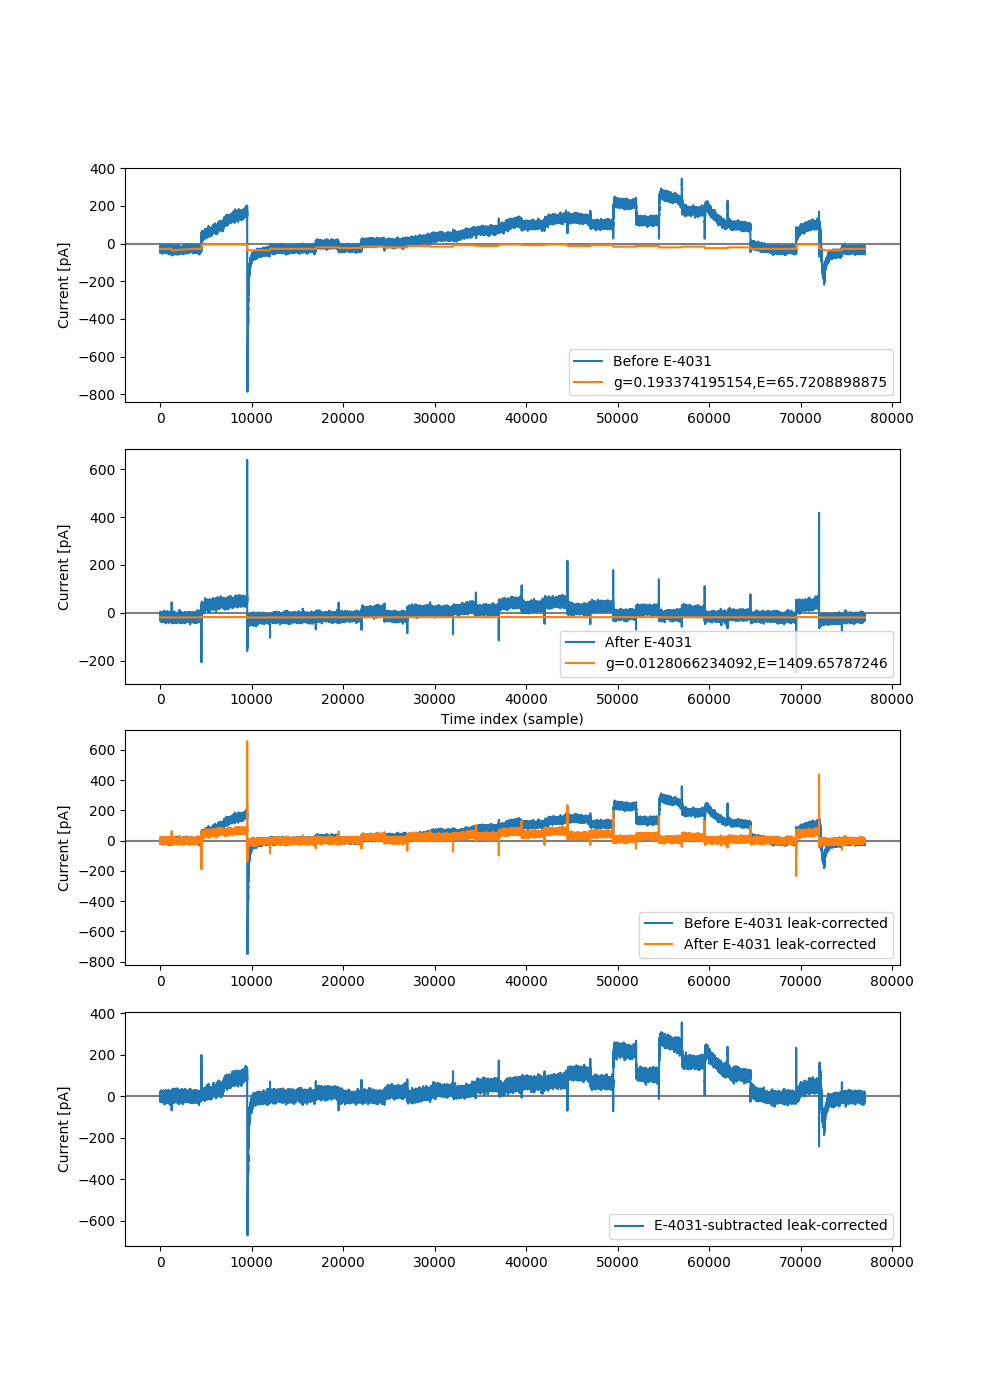 400
200
0
−200
−400
−600
−800
Current [pA]
Before E-4031
g=0.193374195154,E=65.7208898875
0 10000 20000 30000 40000 50000 60000 70000 80000
600
400
200
0
−200
Current [pA]
After E-4031
g=0.0128066234092,E=1409.65787246
0 10000 20000 30000 40000 50000 60000 70000 80000
Time index (sample)
600
400
200
0
−200
−400
−600
−800
Current [pA]
Before E-4031 leak-corrected
After E-4031 leak-corrected
0 10000 20000 30000 40000 50000 60000 70000 80000
400
200
0
−200
−400
−600
Current [pA]
E-4031-subtracted leak-corrected
0 10000 20000 30000 40000 50000 60000 70000 80000